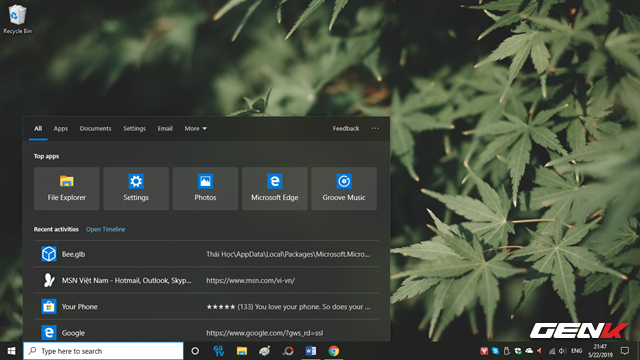 Recycle Bin
All Apps Documents Settings Email More Feedback
Top apps
File Explorer Settings Photos Microsoft Edge Groove Music
Recent activities Open Timeline
Bee.glb Thái Học\AppData\Local\Packages\Microsoft.Micro...
MSN Việt Nam - Hotmail, Outlook, Skyp... https://www.msn.com/vi-vn/
Your Phone ★★★★★ (133) You love your phone. So does your ...
Google https://www.google.com/?gws_rd=ssl
Type here to search
ENG
21:47
5/22/2019
GENK